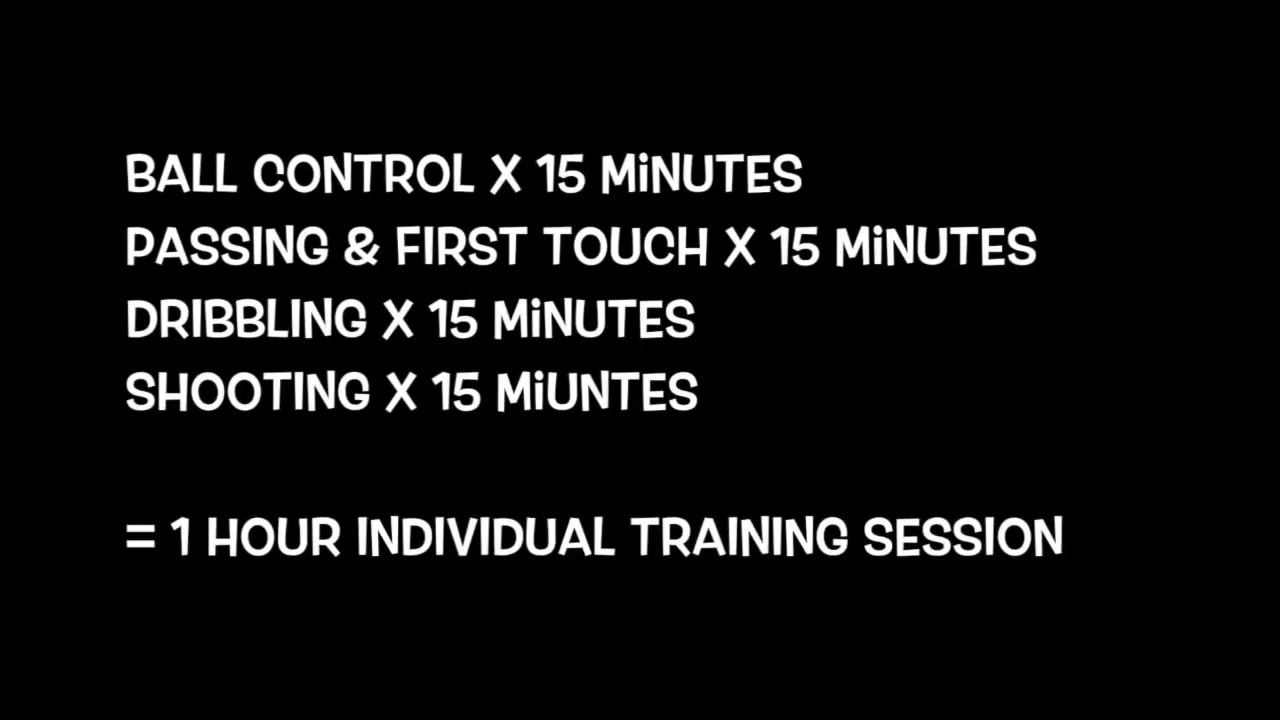 BALL CONTROL X 15 MiNUTES
PASSING & FIRST TOUCH X 15 MiNUTES
DRIBBLING X 15 MiNUTES
SHOOTING X 15 MiUNTES
= 1 HOUR INDIVIDUAL TRAINING SESSION